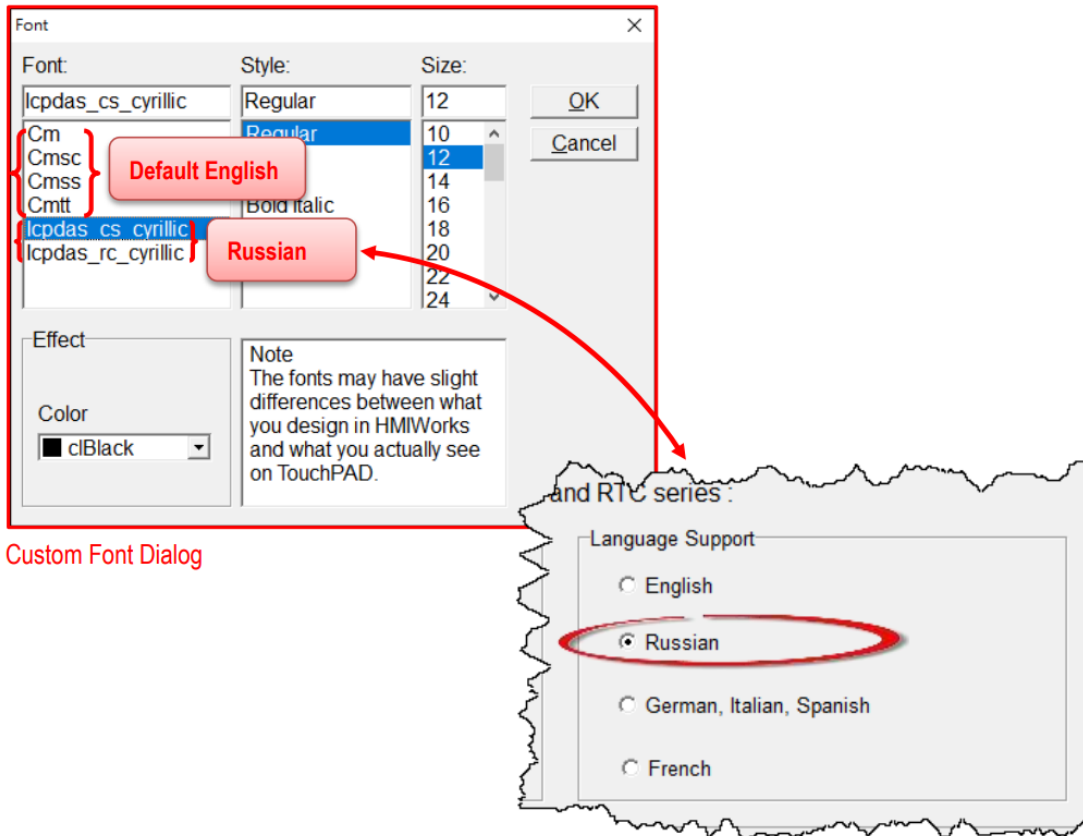 Font
Font:
Style:
Size:
Icpdas_cs_cyrillic
Regular
12
OK
Cancel
Cm
Cmsc
Cmss
Cmtt
Icpdas_cs_cyrillic
Icpdas_rc_cyrillic
Default English
Russian
Regular
Bold Italic
10
12
14
16
18
20
22
24
Effect
Color
clBlack
Note
The fonts may have slight
differences between what
you design in HMIWorks
and what you actually see
on TouchPAD.
Custom Font Dialog
and RTC series :
Language Support
English
Russian
German, Italian, Spanish
French